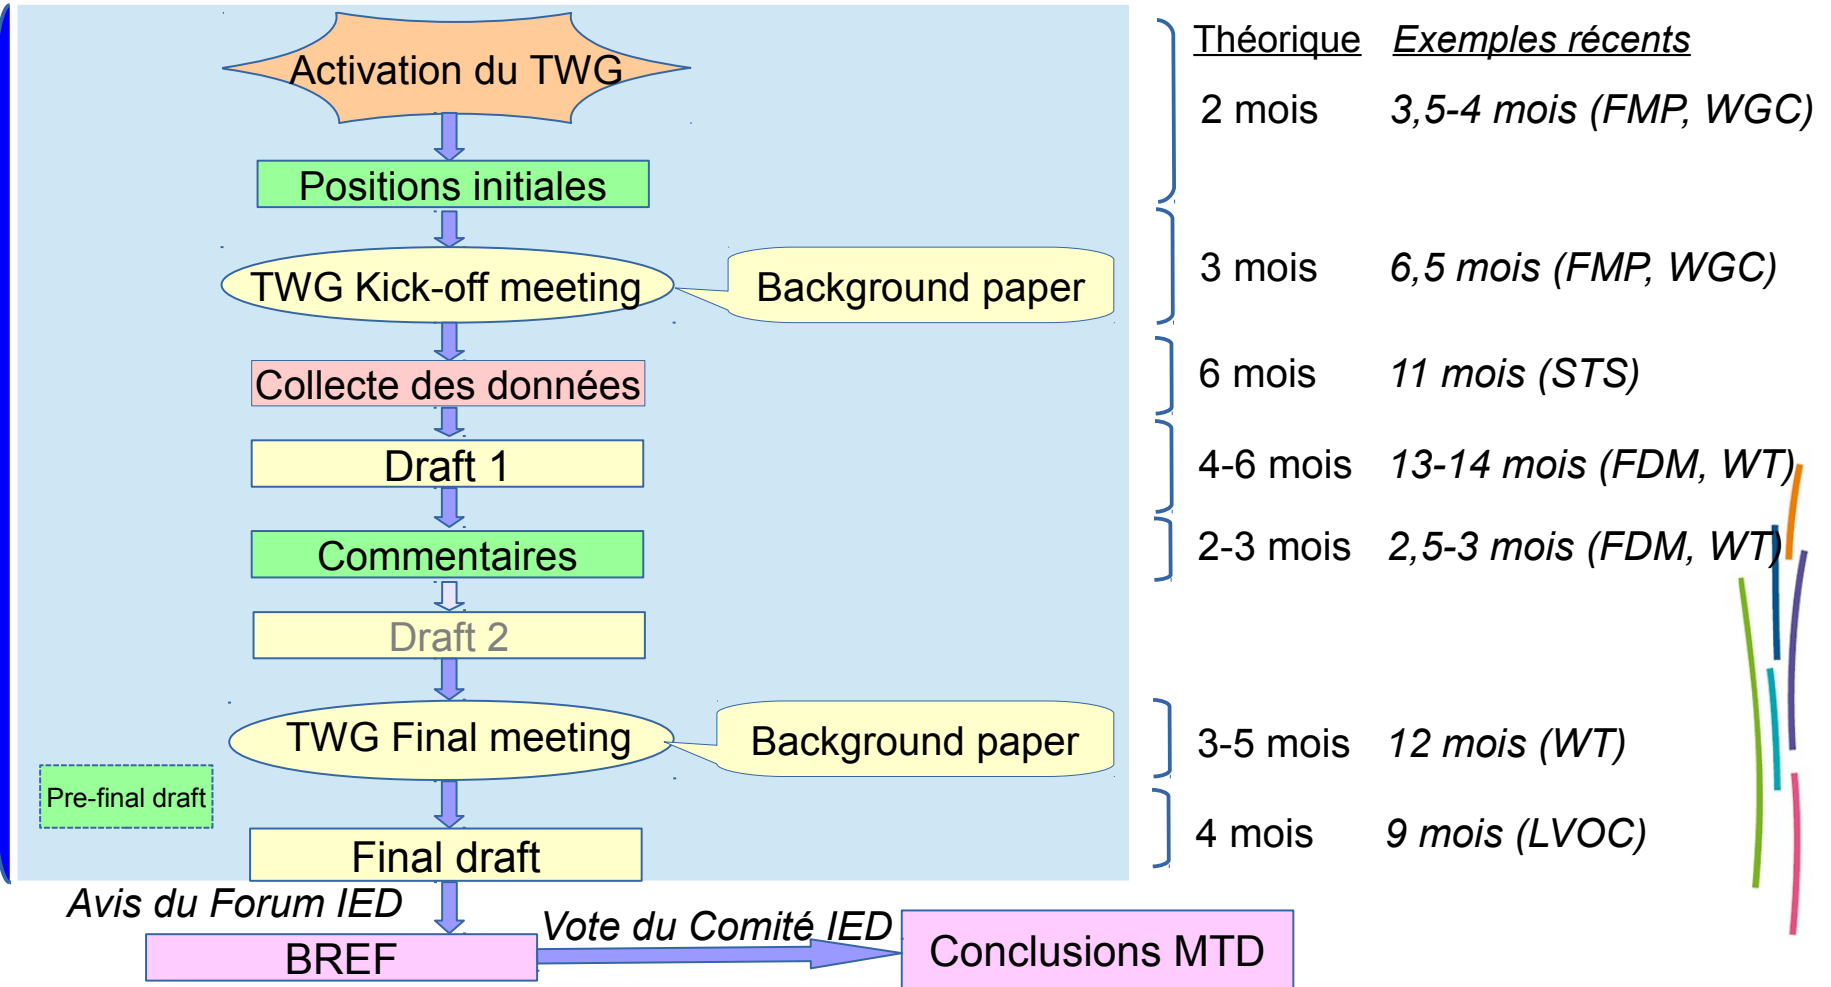 Théorique Exemples récents
Activation du TWG
2 mois 3,5-4 mois (FMP, WGC)
Positions initiales
TWG Kick-off meeting
Background paper
3 mois 6,5 mois (FMP, WGC)
Collecte des données
6 mois 11 mois (STS)
Draft 1
4-6 mois 13-14 mois (FDM, WT)
Commentaires
2-3 mois 2,5-3 mois (FDM, WT)
Draft 2
TWG Final meeting
Background paper
3-5 mois 12 mois (WT)
Pre-final draft
Final draft
4 mois 9 mois (LVOC)
Avis du Forum IED
Vote du Comité IED
BREF
Conclusions MTD